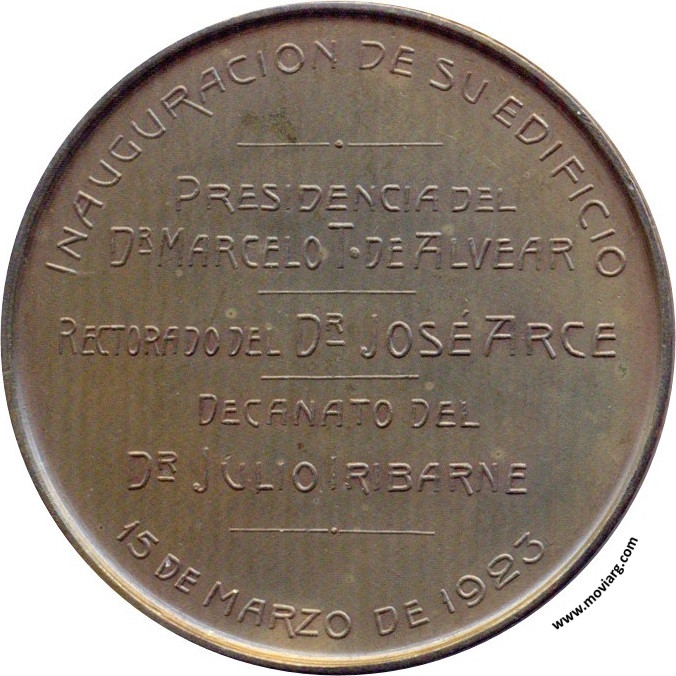 INAUGURACION DE SU EDIFICIO
PRESIDENCIA DEL
DR MARCELO T. DE ALVEAR
RECTORADO DEL DR JOSÉ ARCE
DECANATO DEL
DR JULIO IRIBARNE
15 DE MARZO DE 1923
www.moviarg.com